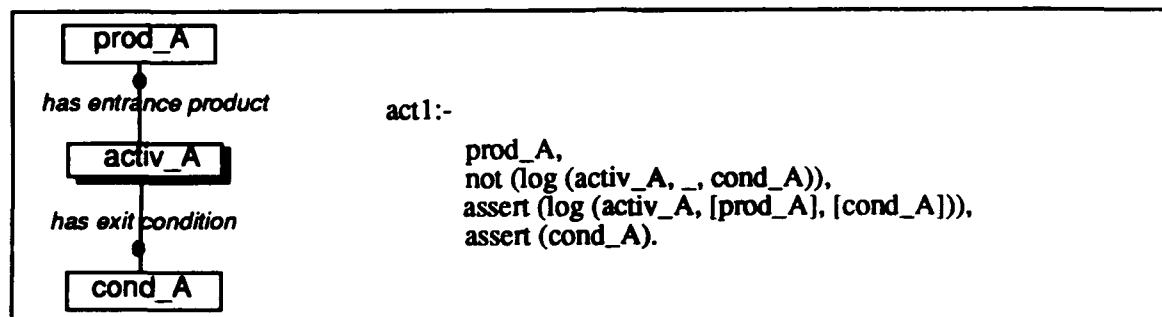 prod_A
has entrance product
activ_A
has exit condition
cond_A
act1:-
prod_A,
not (log (activ_A, _, cond_A)),
assert (log (activ_A, [prod_A], [cond_A])),
assert (cond_A).